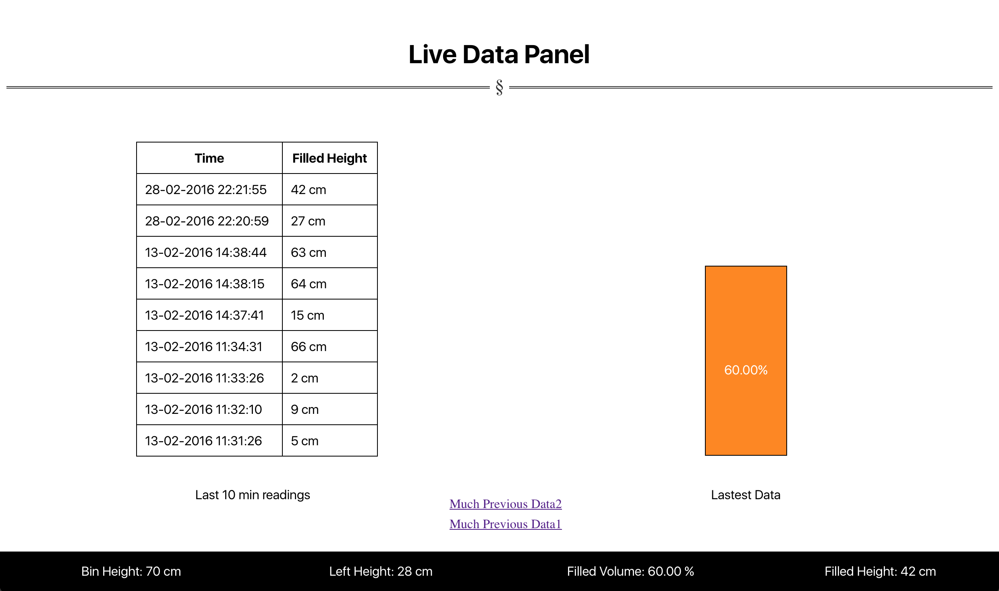 Live Data Panel
§
Time Filled Height
28-02-2016 22:21:55 42 cm
28-02-2016 22:20:59 27 cm
13-02-2016 14:38:44 63 cm
13-02-2016 14:38:15 64 cm
13-02-2016 14:37:41 15 cm
13-02-2016 11:34:31 66 cm
13-02-2016 11:33:26 2 cm
13-02-2016 11:32:10 9 cm
13-02-2016 11:31:26 5 cm
Last 10 min readings
60.00%
Lastest Data
Much Previous Data2
Much Previous Data1
Bin Height: 70 cm Left Height: 28 cm Filled Volume: 60.00 % Filled Height: 42 cm